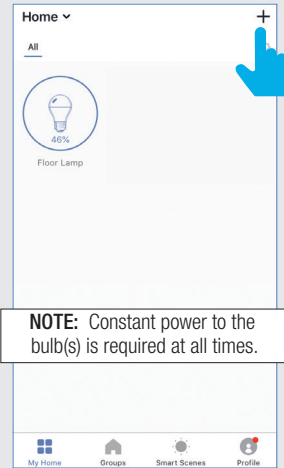 Home
All
46%
Floor Lamp
NOTE: Constant power to the
bulb(s) is required at all times.
My Home Groups Smart Scenes Profile